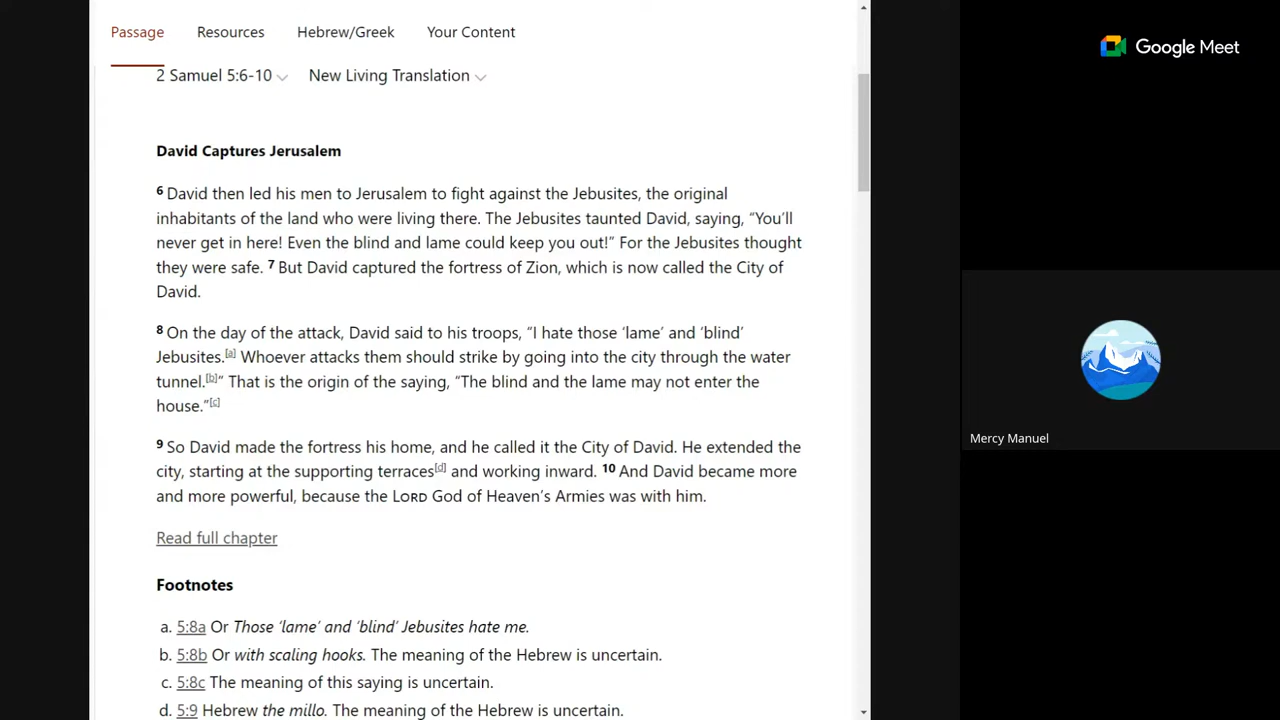 Passage Resources Hebrew/Greek Your Content
Google Meet
2 Samuel 5:6-10 New Living Translation
David Captures Jerusalem
6 David then led his men to Jerusalem to fight against the Jebusites, the original
inhabitants of the land who were living there. The Jebusites taunted David, saying, “You’ll
never get in here! Even the blind and lame could keep you out!” For the Jebusites thought
they were safe. 7 But David captured the fortress of Zion, which is now called the City of
David.
8 On the day of the attack, David said to his troops, “I hate those ‘lame’ and ‘blind’
Jebusites.[a] Whoever attacks them should strike by going into the city through the water
tunnel.[b]” That is the origin of the saying, “The blind and the lame may not enter the
house.”[c]
9 So David made the fortress his home, and he called it the City of David. He extended the
city, starting at the supporting terraces[d] and working inward. 10 And David became more
and more powerful, because the LORD God of Heaven’s Armies was with him.
Read full chapter
Footnotes
a. 5:8a Or Those ‘lame’ and ‘blind’ Jebusites hate me.
b. 5:8b Or with scaling hooks. The meaning of the Hebrew is uncertain.
c. 5:8c The meaning of this saying is uncertain.
d. 5:9 Hebrew the millo. The meaning of the Hebrew is uncertain.
Mercy Manuel